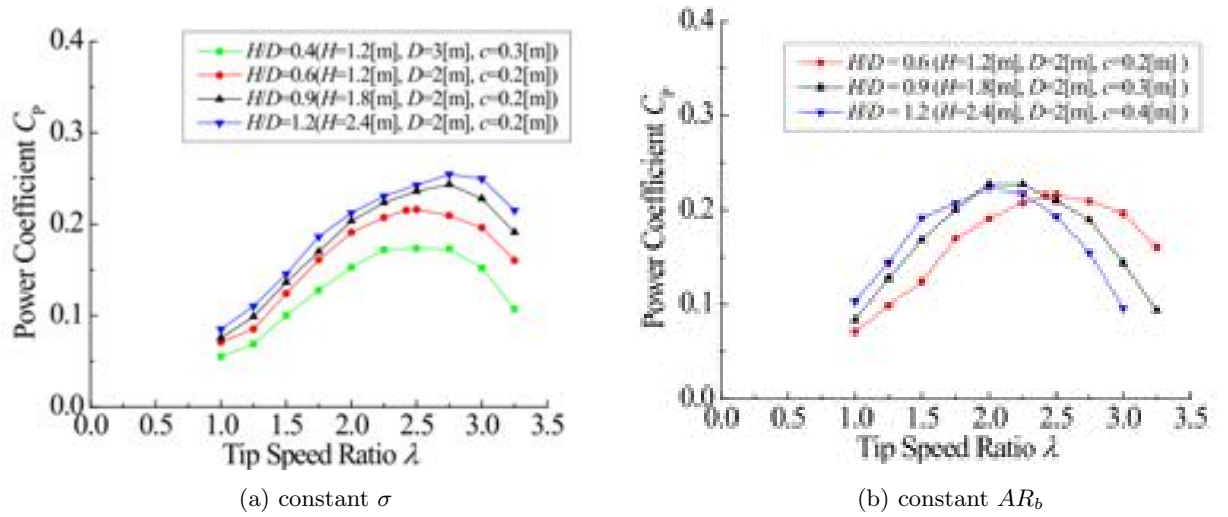 0.4
0.3
0.2
0.1
0.0
Power Coefficient C_P
H/D=0.4(H=1.2[m], D=3[m], c=0.3[m])
H/D=0.6(H=1.2[m], D=2[m], c=0.2[m])
H/D=0.9(H=1.8[m], D=2[m], c=0.2[m])
H/D=1.2(H=2.4[m], D=2[m], c=0.2[m])
0.0 0.5 1.0 1.5 2.0 2.5 3.0 3.5
Tip Speed Ratio λ
(a) constant σ
0.4
0.3
0.2
0.1
0.0
Power Coefficient C_P
H/D = 0.6 (H=1.2[m], D=2[m], c=0.2[m] )
H/D = 0.9 (H=1.8[m], D=2[m], c=0.3[m] )
H/D = 1.2 (H=2.4[m], D=2[m], c=0.4[m] )
0.0 0.5 1.0 1.5 2.0 2.5 3.0 3.5
Tip Speed Ratio λ
(b) constant AR_b